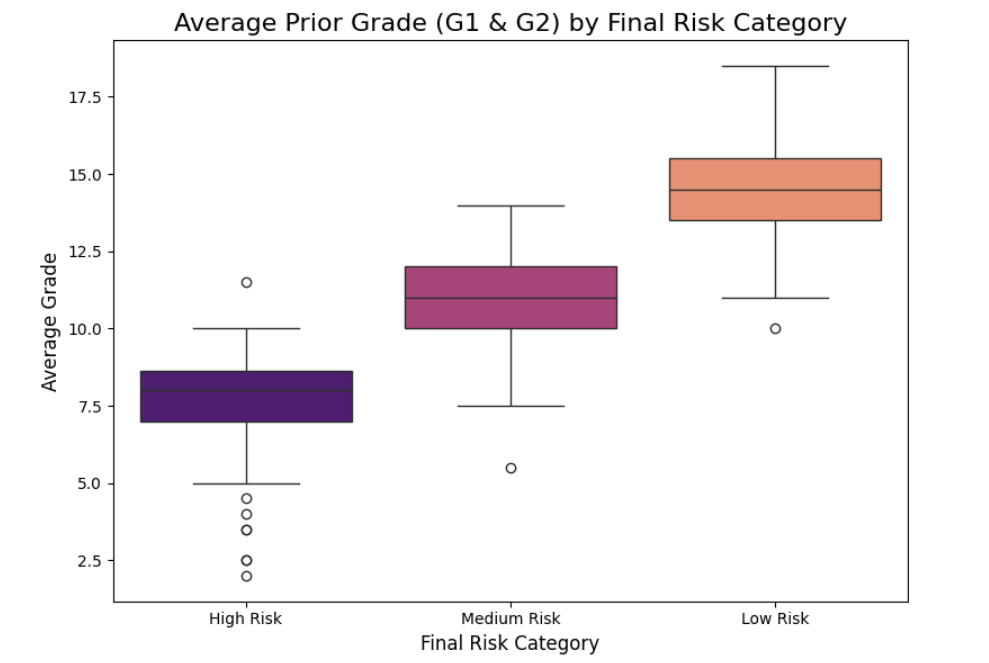 Average Prior Grade (G1 & G2) by Final Risk Category
17.5
15.0
12.5
10.0
7.5
5.0
2.5
Average Grade
High Risk Medium Risk Low Risk
Final Risk Category